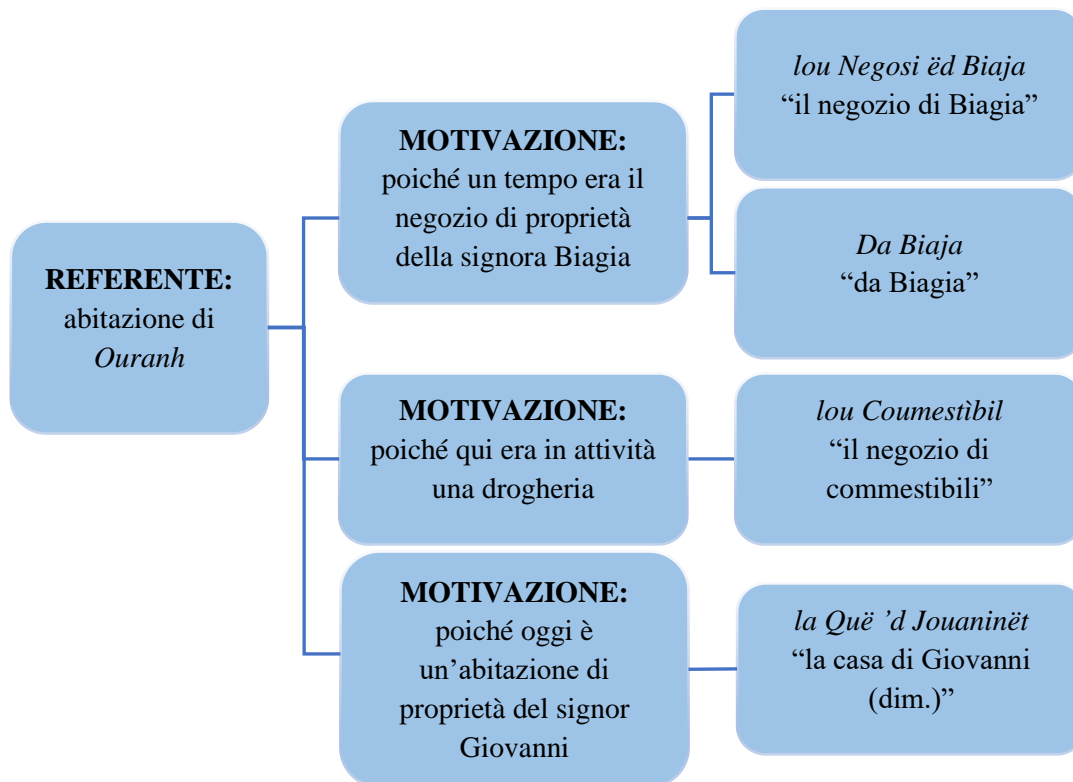 REFERENTE:
abitazione di
Ouranh
MOTIVAZIONE:
poiché un tempo era il
negozio di proprietà
della signora Biagia
lou Negosi ëd Biaja
“il negozio di Biagia”
Da Biaja
“da Biagia”
MOTIVAZIONE:
poiché qui era in attività
una drogheria
lou Coumestìbil
“il negozio di
commestibili”
MOTIVAZIONE:
poiché oggi è
un’abitazione di
proprietà del signor
Giovanni
la Quë ’d Jouaninët
“la casa di Giovanni
(dim.)”